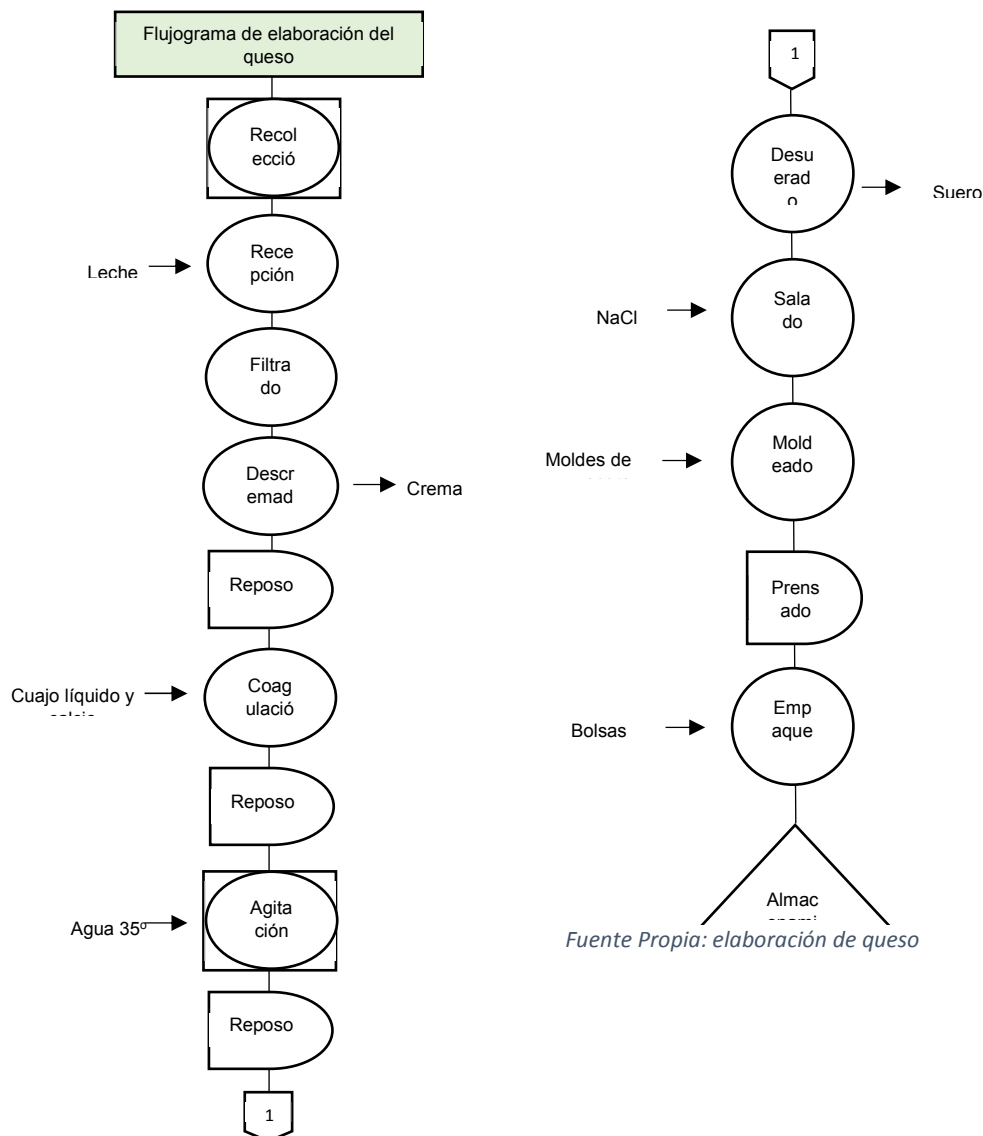 Flujograma de elaboración del
queso
Recol
ecció
Leche
Rece
pción
Filtra
do
Descr
emad
Crema
Reposo
Cuajo líquido y
Coag
ulació
Reposo
Agua 35º
Agita
ción
Reposo
1
1
Desu
erad
o
Suero
NaCl
Sala
do
Moldes de
Mold
eado
Prens
ado
Bolsas
Emp
aque
Almac
Fuente Propia: elaboración de queso